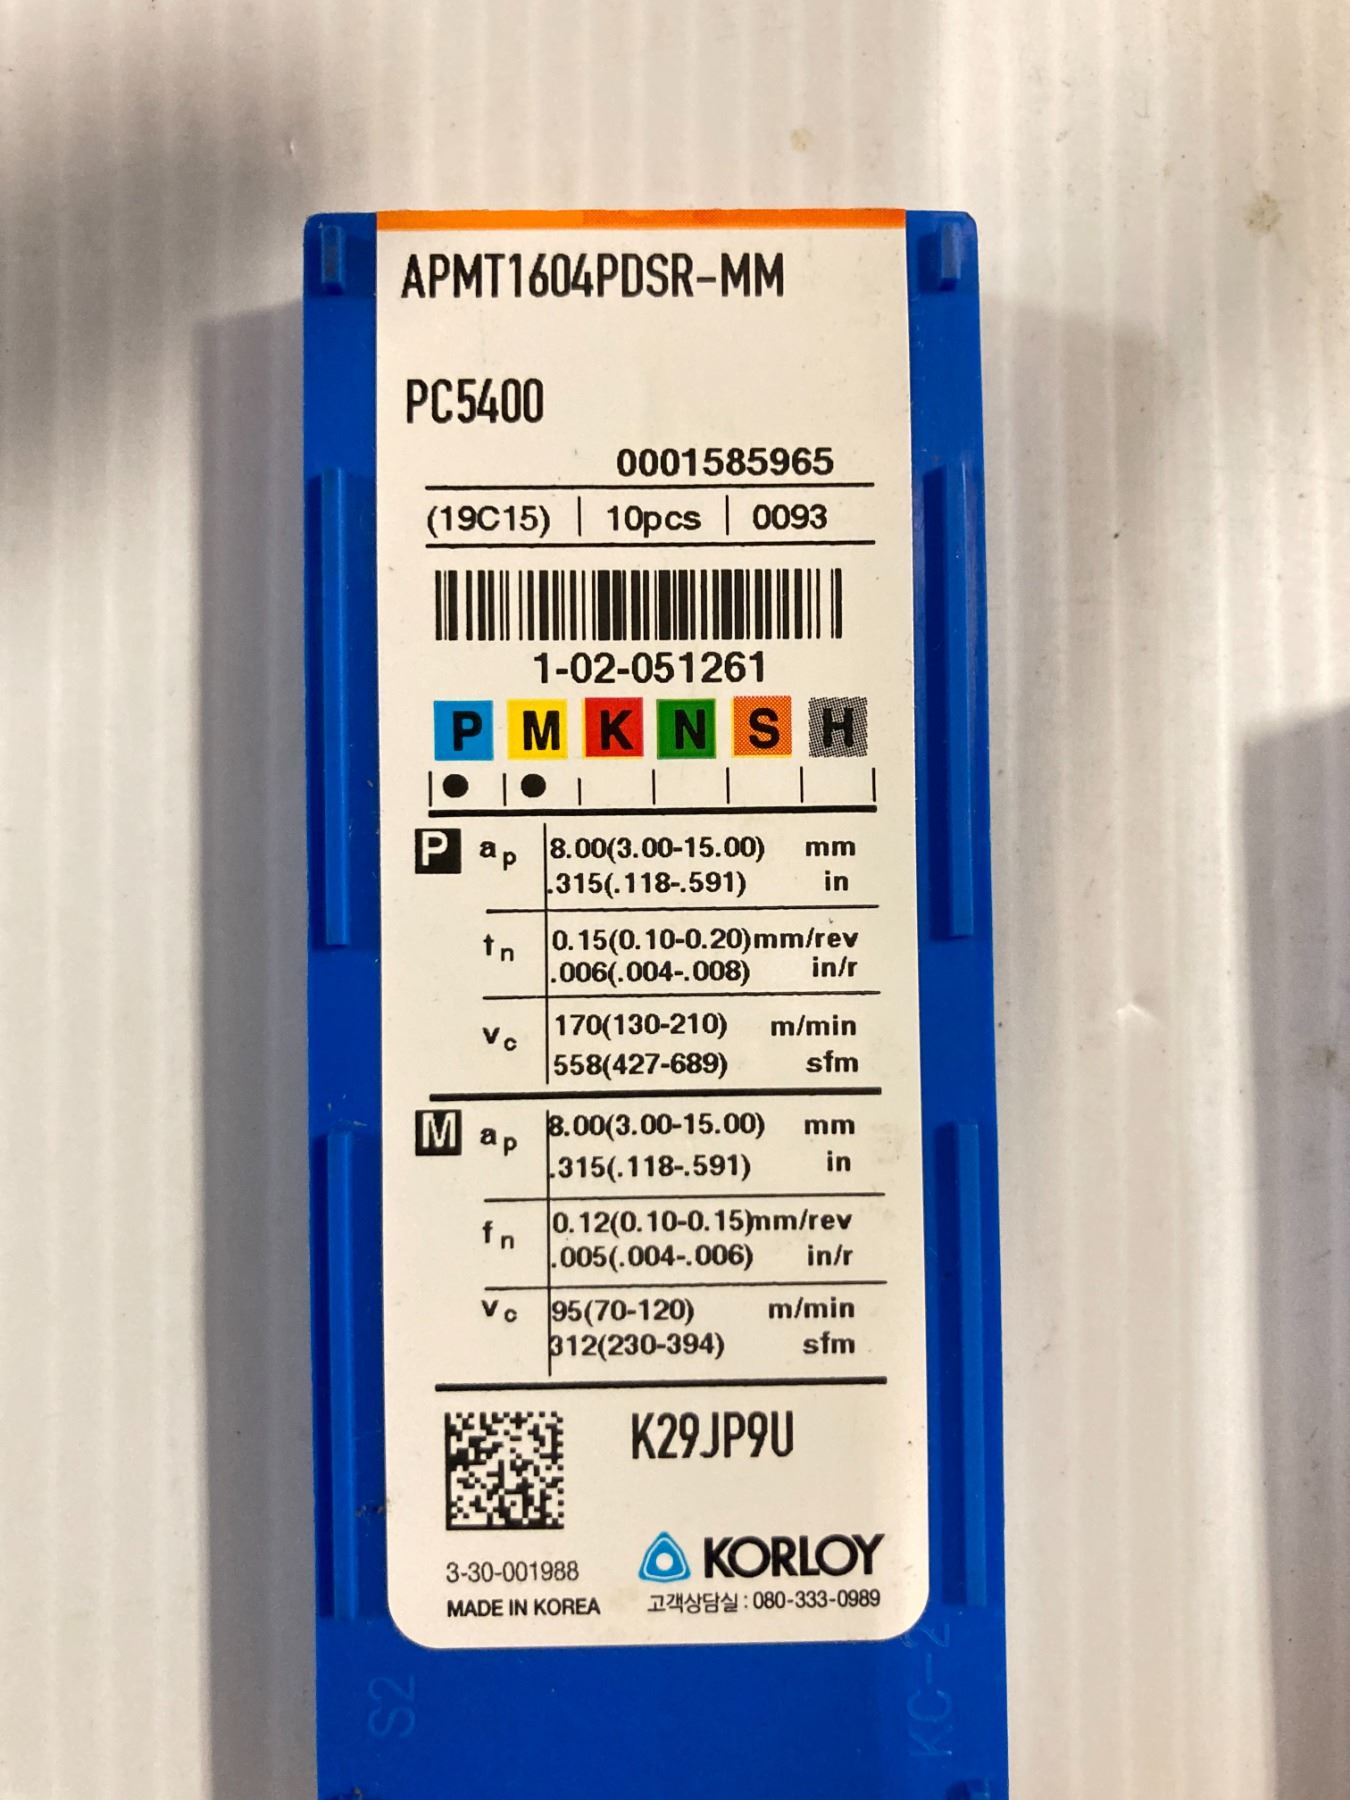 APMT1604PDSR-MM
PC5400
0001585965
(19C15) | 10pcs | 0093
1-02-051261
P M K N S H
P ap 8.00(3.00-15.00) mm
.315(.118-.591) in
fn 0.15(0.10-0.20)mm/rev
.006(.004-.008) in/r
vc 170(130-210) m/min
558(427-689) sfm
M ap 8.00(3.00-15.00) mm
.315(.118-.591) in
fn 0.12(0.10-0.15)mm/rev
.005(.004-.006) in/r
vc 95(70-120) m/min
312(230-394) sfm
K29JP9U
KORLOY
3-30-001988
MADE IN KOREA
고객상담실 : 080-333-0989
S2
KC-2